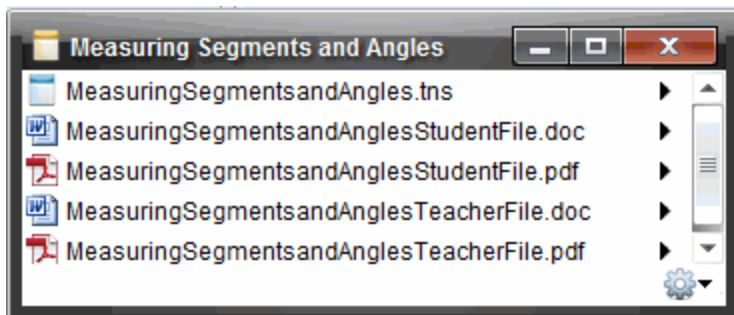 Measuring Segments and Angles
MeasuringSegmentsandAngles.tns
MeasuringSegmentsandAnglesStudentFile.doc
MeasuringSegmentsandAnglesStudentFile.pdf
MeasuringSegmentsandAnglesTeacherFile.doc
MeasuringSegmentsandAnglesTeacherFile.pdf